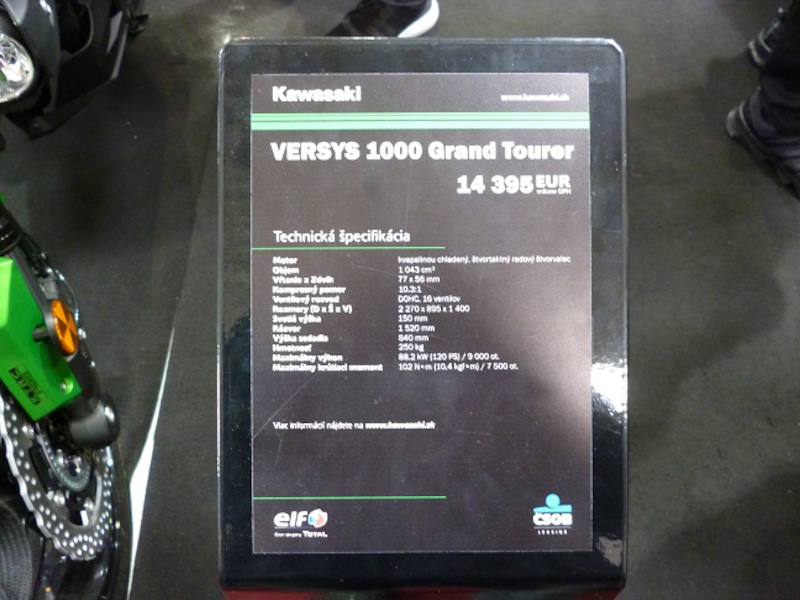 Kawasaki www.kawasaki.sk
VERSYS 1000 Grand Tourer
14 395 EUR
vrátane DPH
Technická špecifikácia
Motor kvapalinou chladený, štvortaktný radový štvorvalec
Objem 1 043 cm³
Vŕtanie x Zdvih 77 x 56 mm
Kompresný pomer 10.3:1
Ventilový rozvod DOHC, 16 ventilov
Rozmery (D x Š x V) 2 270 x 895 x 1 400
Svetlá výška 150 mm
Rázvor 1 520 mm
Výška sedadla 840 mm
Hmotnosť 250 kg
Maximálny výkon 88.2 kW (120 PS) / 9 000 ot.
Maximálny krútiaci moment 102 N•m (10,4 kgf•m) / 7 500 ot.
Viac informácií nájdete na www.kawasaki.sk
elf
TOTAL
ČSOB
LEASING